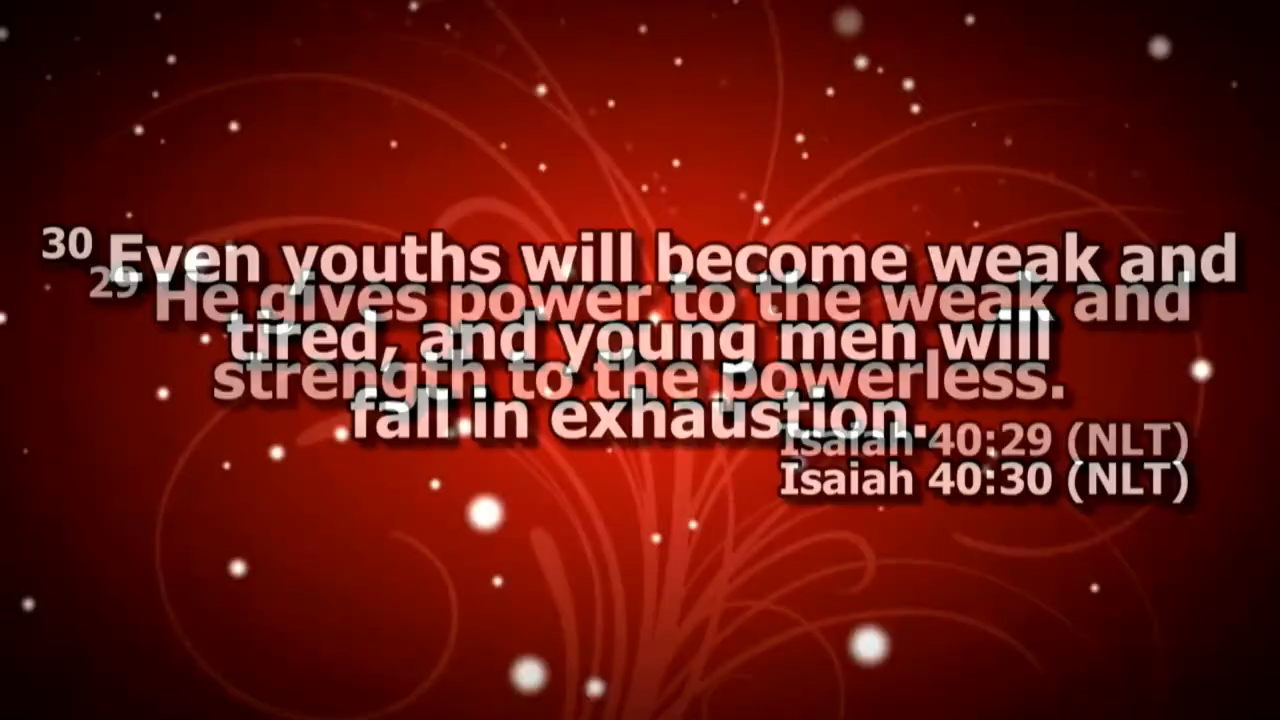 30 Even youths will become weak and
29 He gives power to the weak and
tired, and young men will
strength to the powerless.
fall in exhaustion.
Isaiah 40:29 (NLT)
Isaiah 40:30 (NLT)